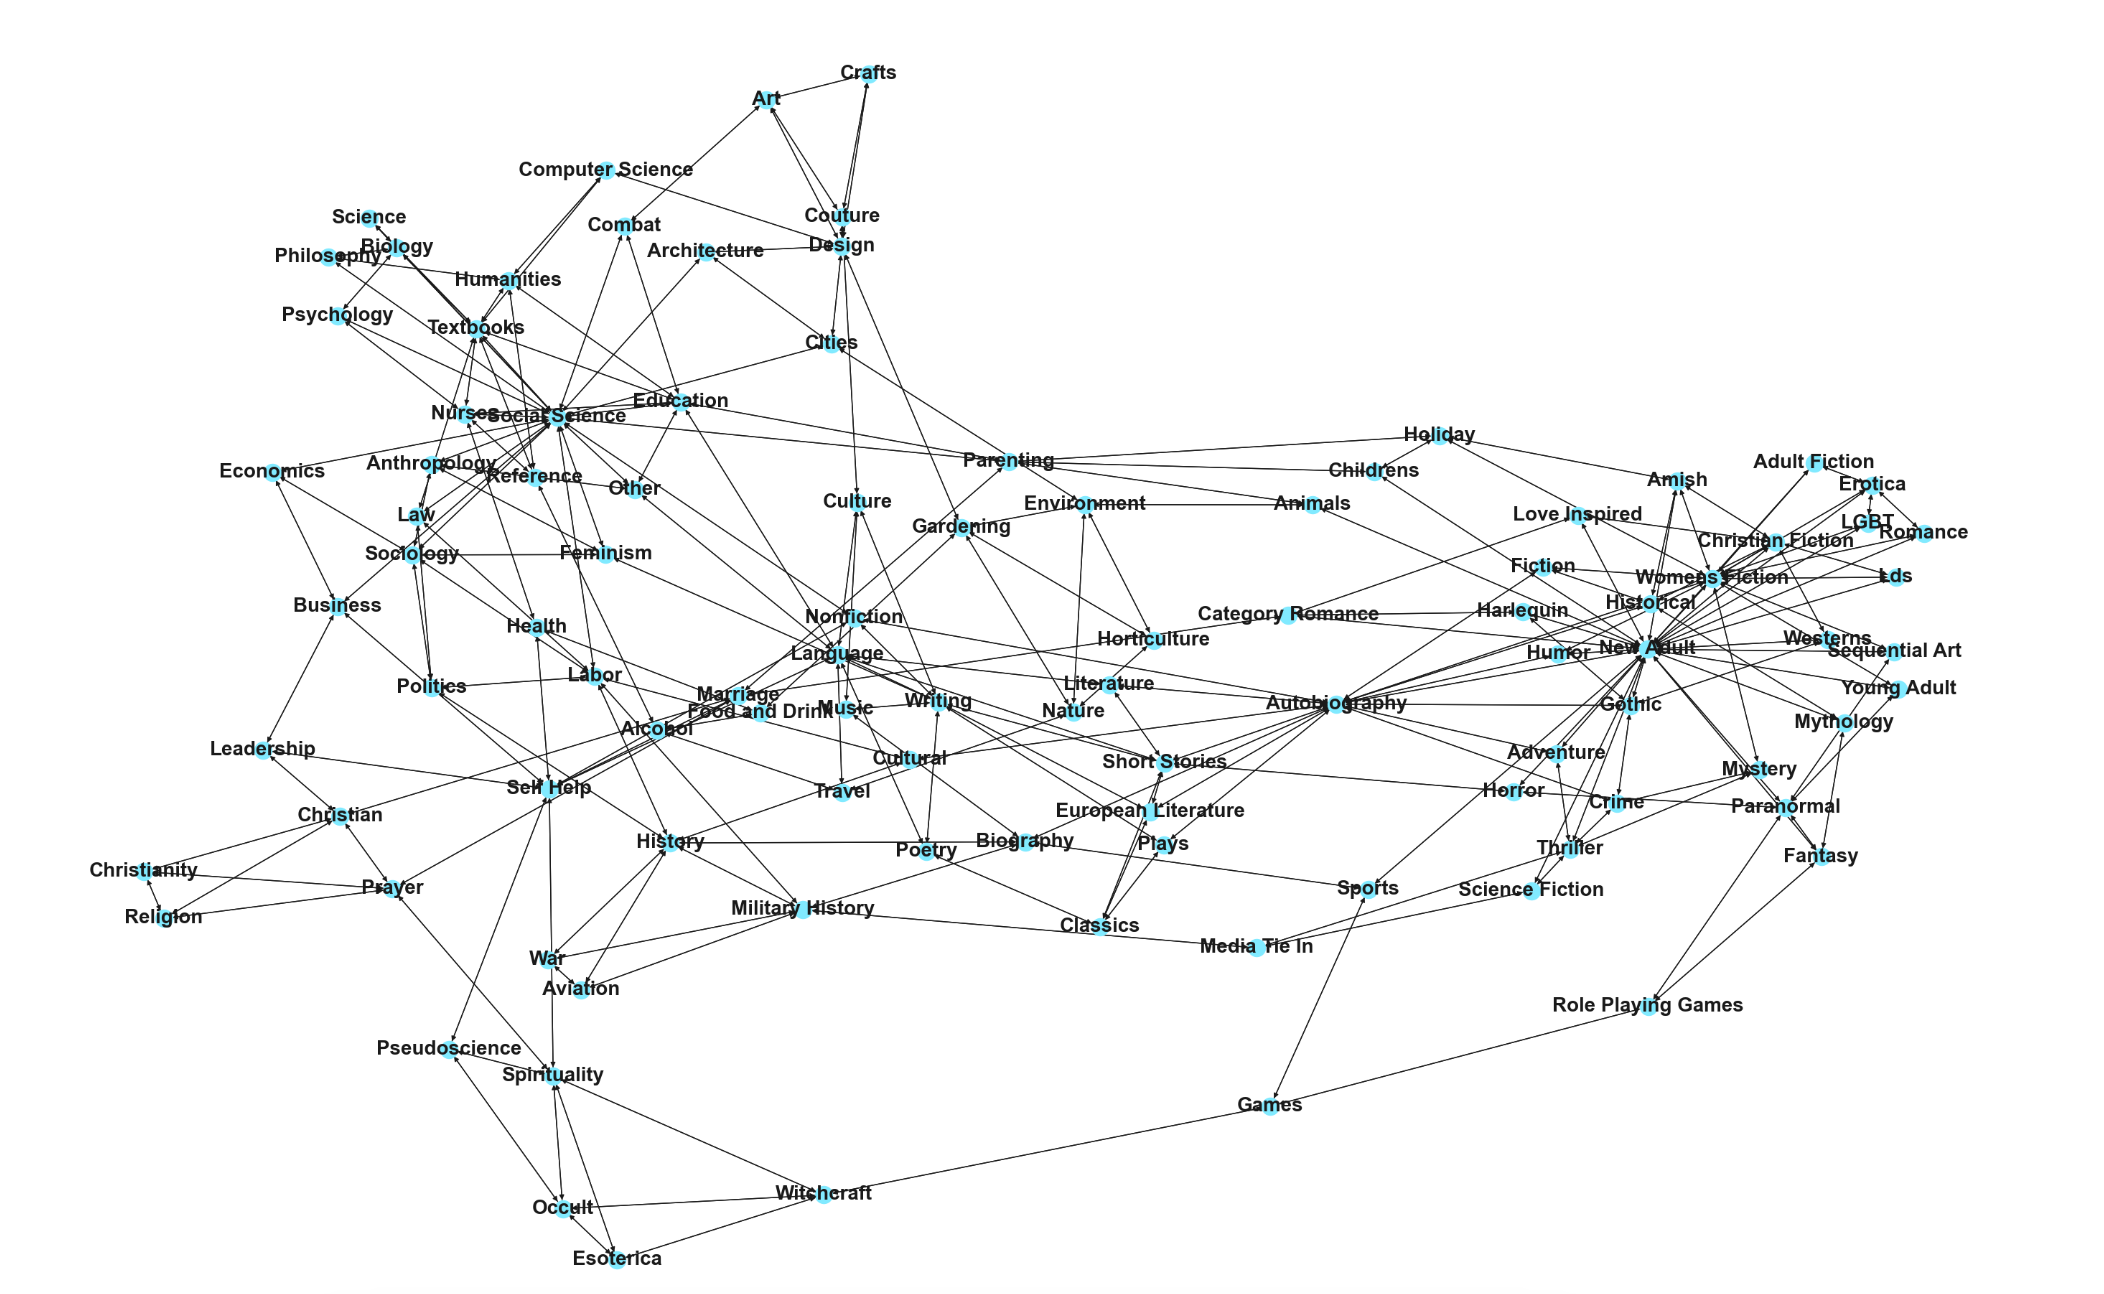 Crafts
Art
Computer Science
Science
Couture
Combat
Design
Biology
Architecture
Philosophy
Humanities
Psychology
Textbooks
Cities
Education
Nurses
Social Science
Holiday
Parenting
Adult Fiction
Anthropology
Economics
Childrens
Reference
Amish
Erotica
Other
Culture
Environment
Animals
Law
Love Inspired
LGBT
Gardening
Romance
Christian Fiction
Sociology
Feminism
Fiction
Womens Fiction
Lds
Business
Historical
Harlequin
Category Romance
Nonfiction
Health
Horticulture
Westerns
New Adult
Sequential Art
Language
Humor
Labor
Literature
Politics
Young Adult
Marriage
Writing
Autobiography
Gothic
Music
Food and Drink
Nature
Mythology
Alcohol
Leadership
Adventure
Cultural
Short Stories
Mystery
Self Help
Travel
Horror
Crime
Paranormal
European Literature
Christian
History
Biography
Plays
Thriller
Poetry
Fantasy
Christianity
Prayer
Sports
Science Fiction
Military History
Religion
Classics
Media Tie In
War
Aviation
Role Playing Games
Pseudoscience
Spirituality
Games
Witchcraft
Occult
Esoterica